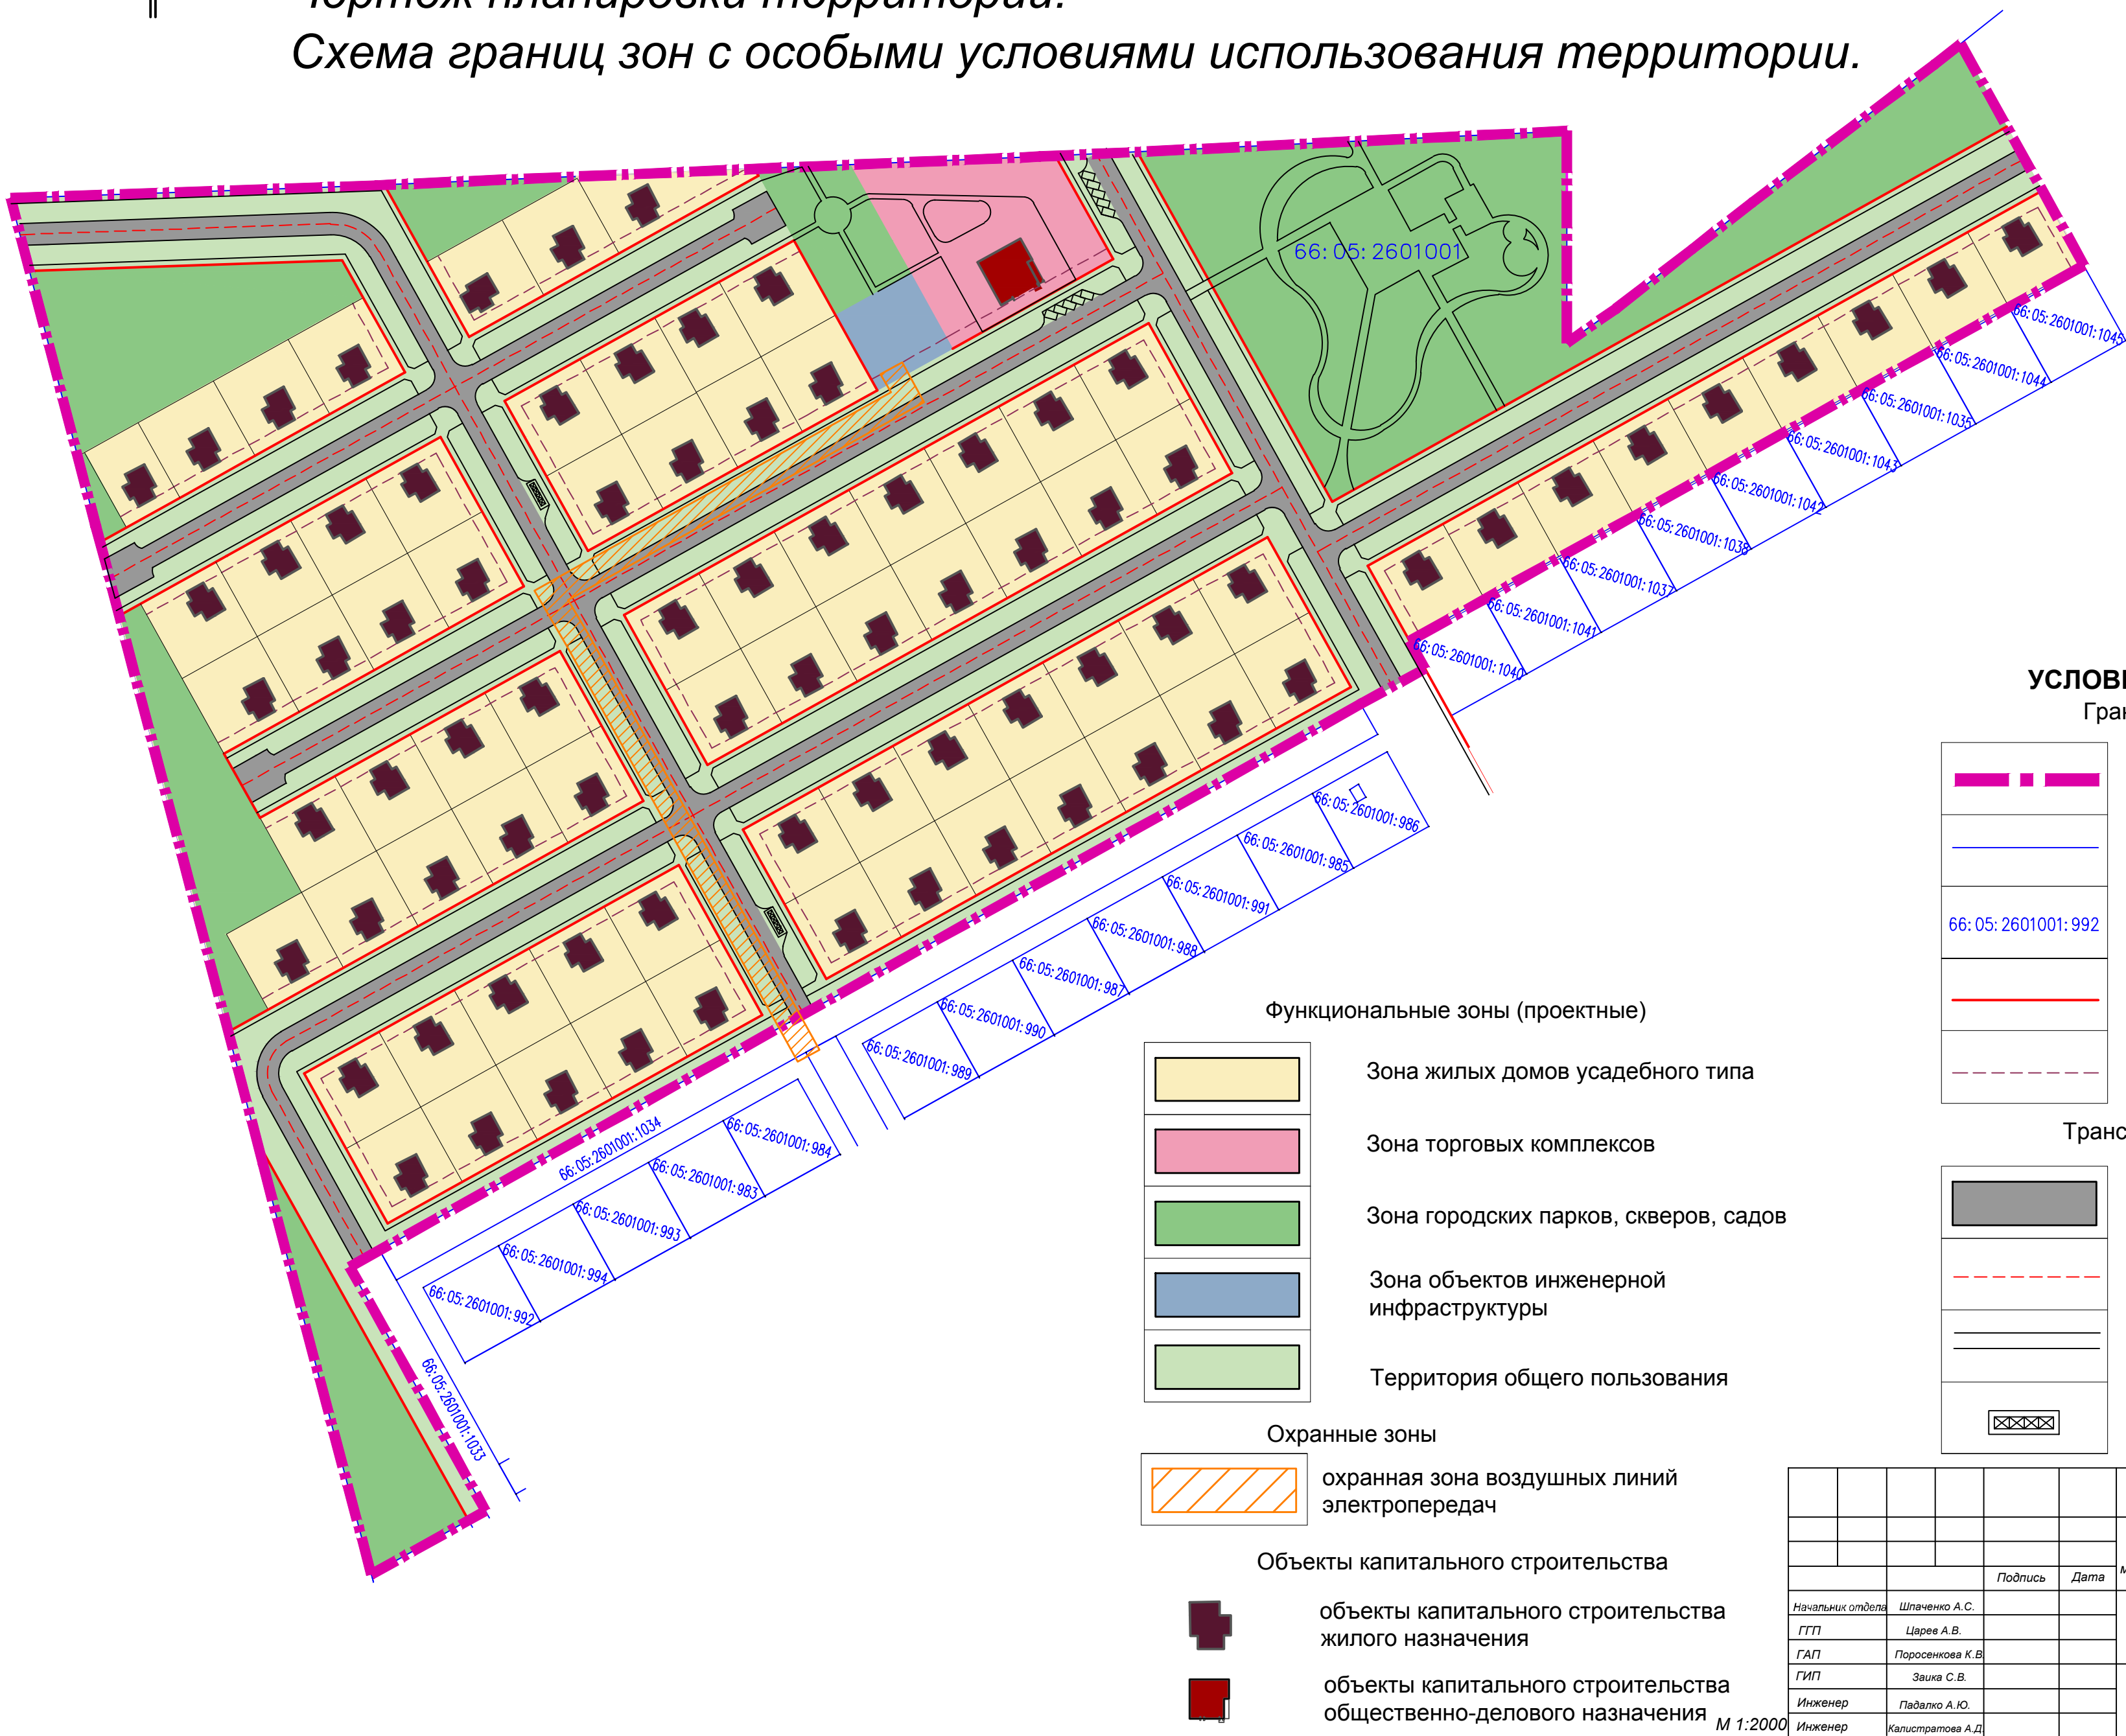 Чертеж планировки территории.
Схема границ зон с особыми условиями использования территории.
66:05:2601001
66:05:2601001:1045
66:05:2601001:1044
66:05:2601001:1035
66:05:2601001:1043
66:05:2601001:1042
66:05:2601001:1038
66:05:2601001:1037
66:05:2601001:1041
66:05:2601001:1040
66:05:2601001:986
66:05:2601001:985
66:05:2601001:991
66:05:2601001:988
66:05:2601001:987
66:05:2601001:990
66:05:2601001:989
66:05:2601001:1034
66:05:2601001:984
66:05:2601001:983
66:05:2601001:993
66:05:2601001:994
66:05:2601001:992
66:05:2601001:1033
УСЛОВ
Гра
66:05:2601001:992
Транс
Функциональные зоны (проектные)
Зона жилых домов усадебного типа
Зона торговых комплексов
Зона городских парков, скверов, садов
Зона объектов инженерной
инфраструктуры
Территория общего пользования
Охранные зоны
охранная зона воздушных линий
электропередач
Объекты капитального строительства
объекты капитального строительства
жилого назначения
объекты капитального строительства
общественно-делового назначения
М 1:2000
Подпись Дата
Начальник отдела Шпаченко А.С.
ГГП Царев А.В.
ГАП Поросенкова К.В
ГИП Заика С.В.
Инженер Падалко А.Ю.
Инженер Калистратова А.Д